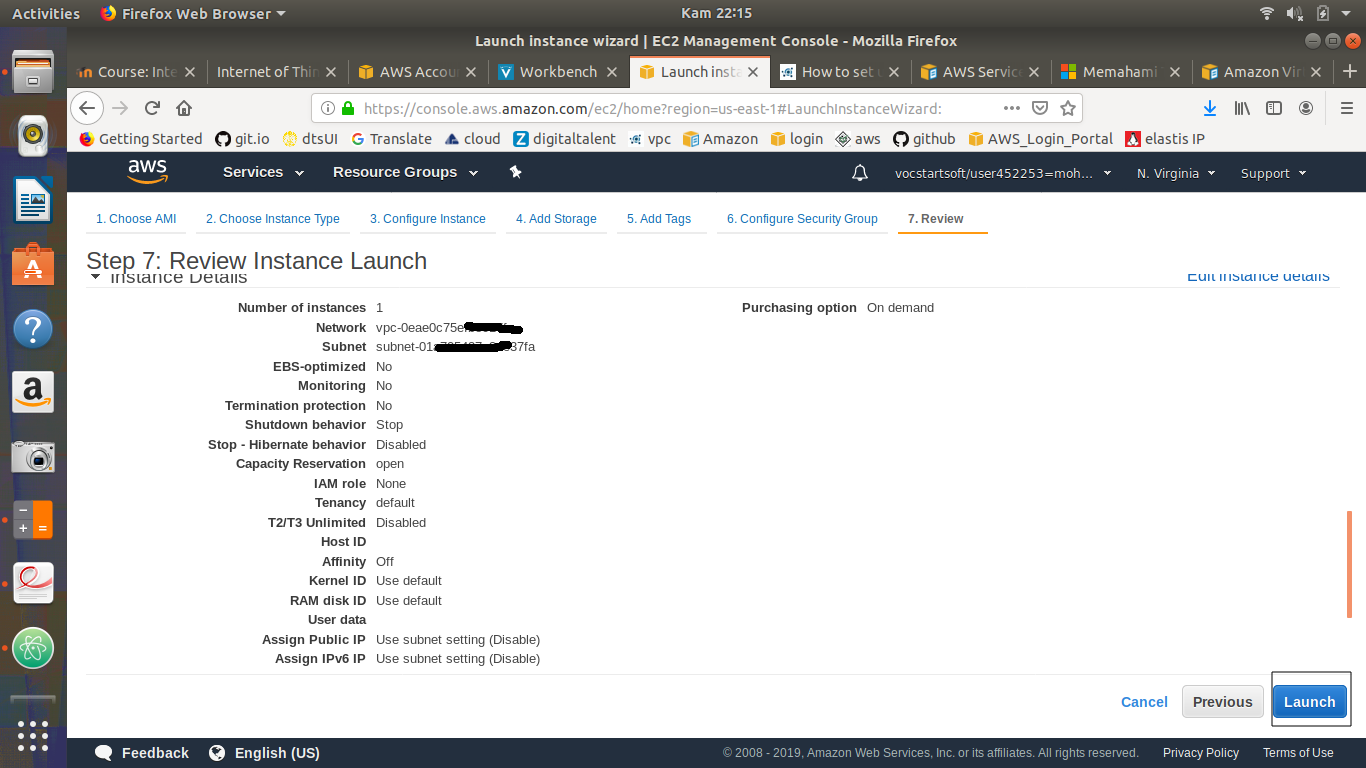 Activities Firefox Web Browser Kam 22:15
Launch instance wizard | EC2 Management Console - Mozilla Firefox
Course: Inte Internet of Thin AWS Accou Workbench Launch insta How to set u AWS Servic Memahami Amazon Vir
https://console.aws.amazon.com/ec2/home?region=us-east-1#LaunchInstanceWizard:
Getting Started git.io dtsUI Translate cloud digitaltalent vpc Amazon login aws github AWS_Login_Portal elastis IP
aws Services Resource Groups vocstartsoft/user452253=moh... N. Virginia Support
1. Choose AMI 2. Choose Instance Type 3. Configure Instance 4. Add Storage 5. Add Tags 6. Configure Security Group 7. Review
Step 7: Review Instance Launch
Instance Details Edit instance details
Number of instances 1 Purchasing option On demand
Network vpc-0eae0c75e
Subnet subnet-01 37fa
EBS-optimized No
Monitoring No
Termination protection No
Shutdown behavior Stop
Stop - Hibernate behavior Disabled
Capacity Reservation open
IAM role None
Tenancy default
T2/T3 Unlimited Disabled
Host ID
Affinity Off
Kernel ID Use default
RAM disk ID Use default
User data
Assign Public IP Use subnet setting (Disable)
Assign IPv6 IP Use subnet setting (Disable)
Cancel Previous Launch
Feedback English (US) © 2008 - 2019, Amazon Web Services, Inc. or its affiliates. All rights reserved. Privacy Policy Terms of Use